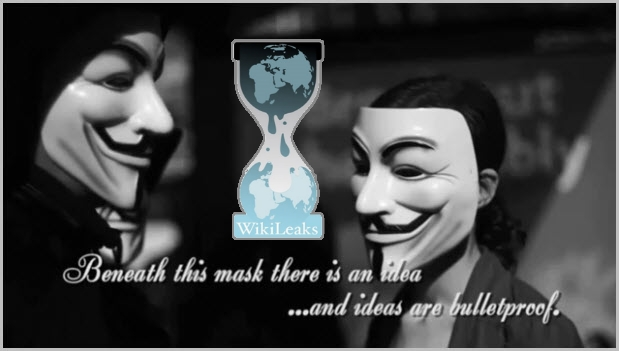 WikiLeaks
Beneath this mask there is an idea
...and ideas are bulletproof.